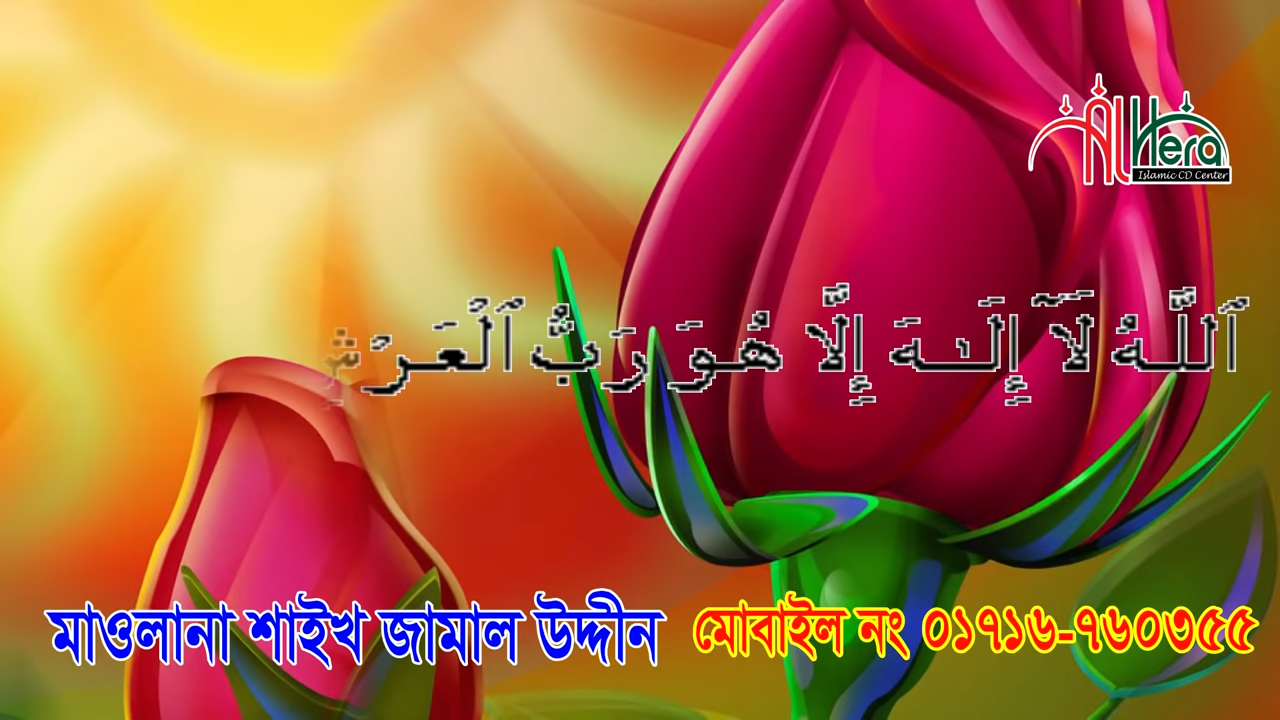 AlHera
Islamic CD Center
ٱللَّهُ لَآ إِلَـٰهَ إِلَّا هُوَ رَبُّ ٱلْعَرْشِ
মাওলানা শাইখ জামাল উদ্দীন মোবাইল নং ০১৭১৬-৭৬০৩৫৫